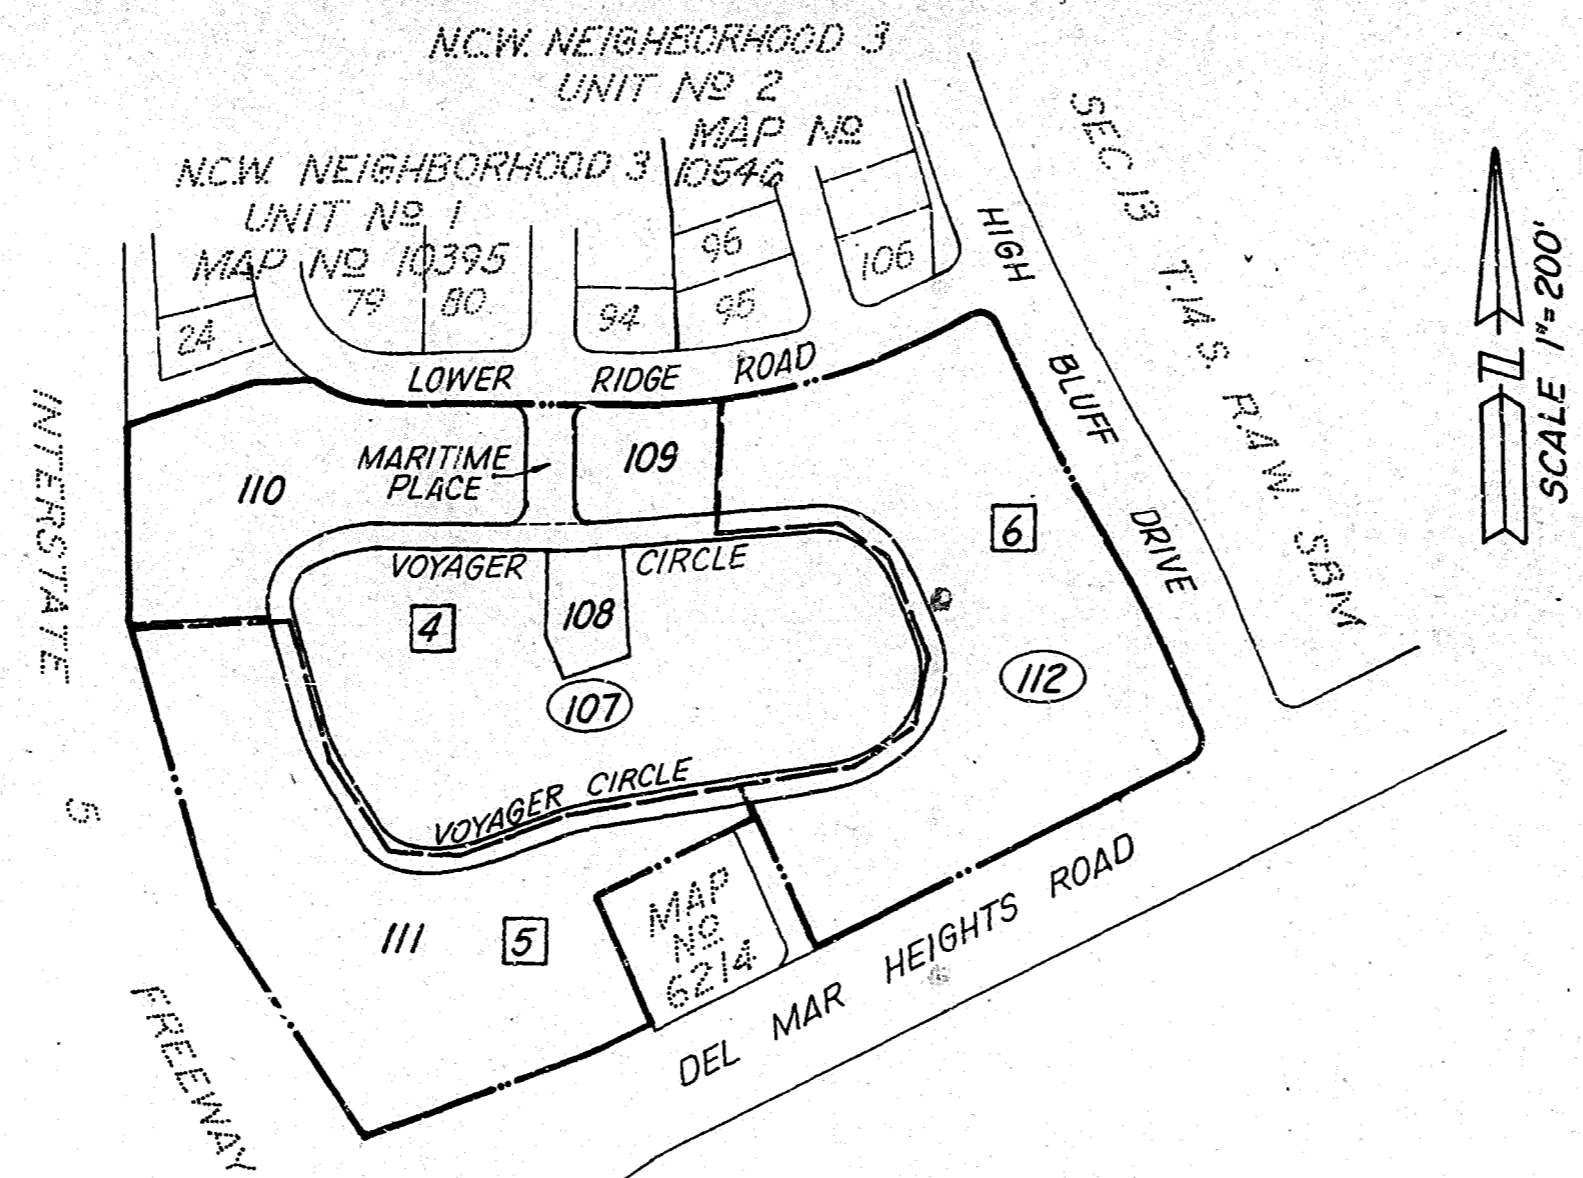 N.C.W. NEIGHBORHOOD 3
UNIT Nº 2
MAP Nº
10546
N.C.W. NEIGHBORHOOD 3
UNIT Nº 1
MAP Nº 10395
79
80
24
94
96
95
106
HIGH
BLUFF
DRIVE
SEC 13 T.14 S. R.4 W SBM
SCALE 1"=200'
LOWER RIDGE ROAD
INTERSTATE
5
FREEWAY
110
MARITIME
PLACE
109
6
VOYAGER CIRCLE
4
108
107
112
VOYAGER CIRCLE
111
5
MAP
Nº
6214
DEL MAR HEIGHTS ROAD